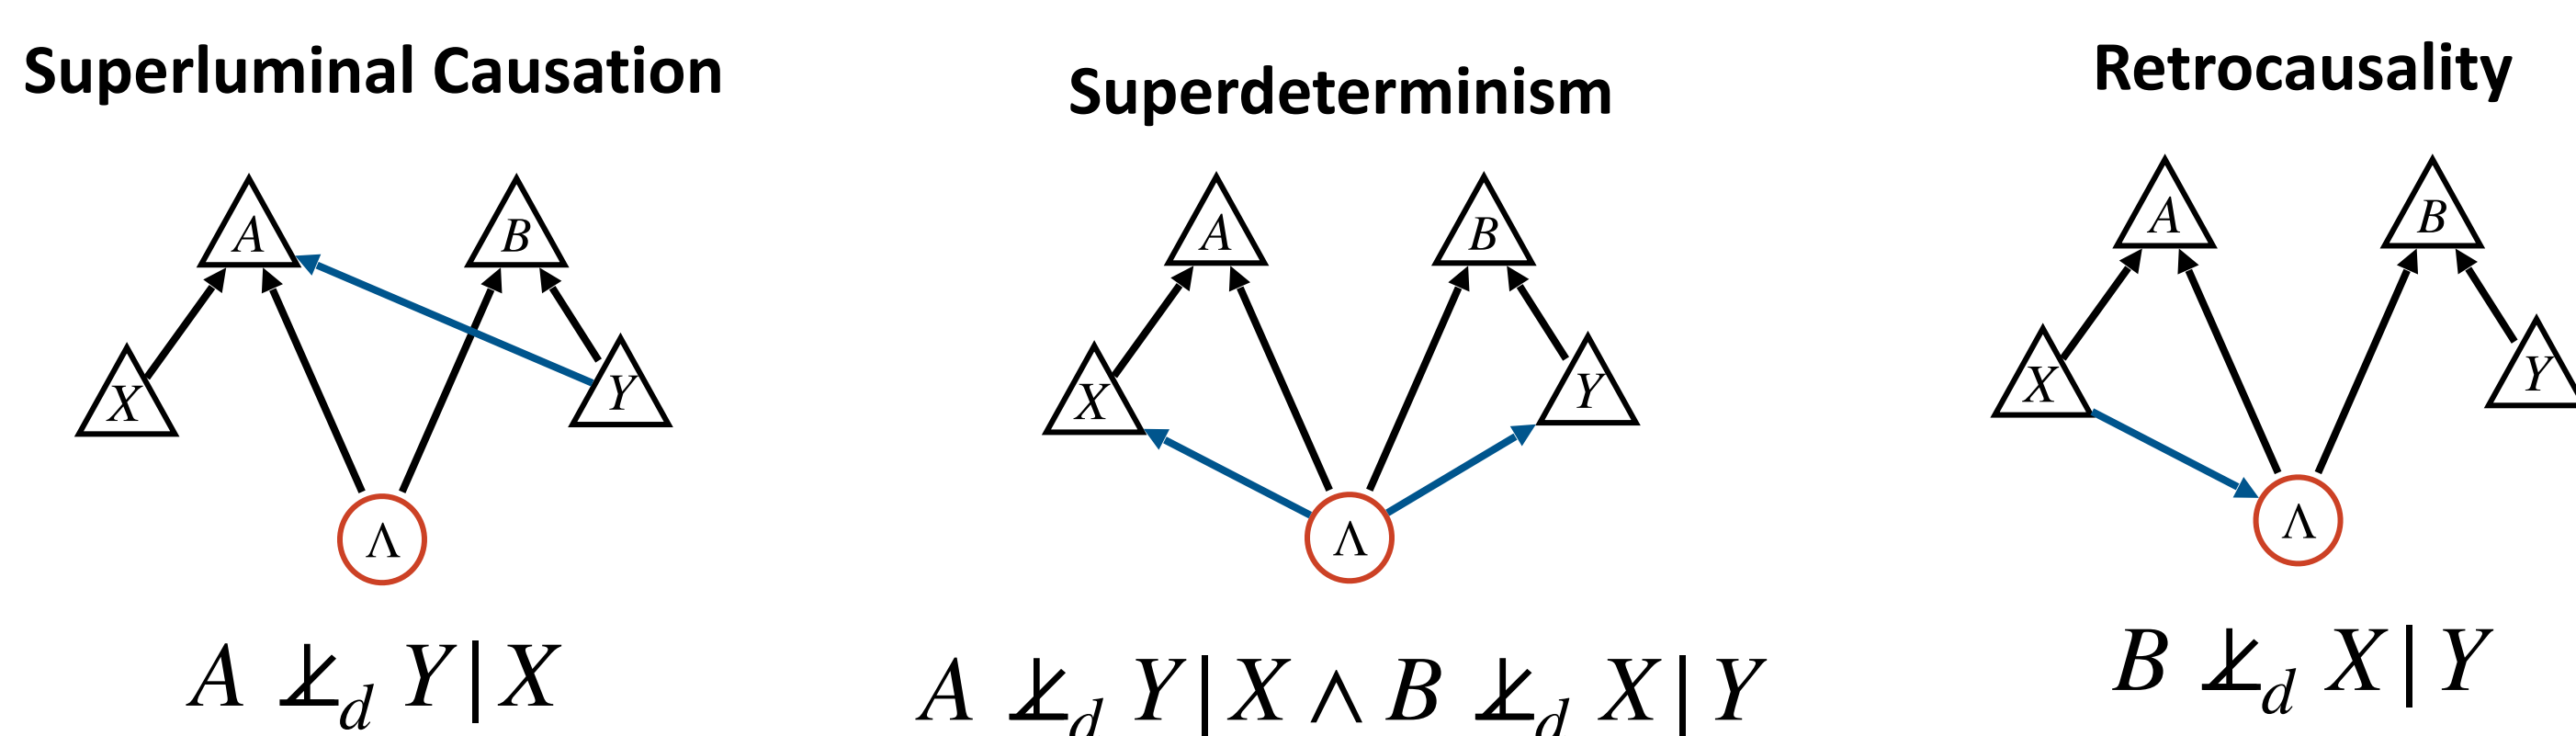 Superluminal Causation
A B
X Y
Λ
A ⊥̸_d Y|X
Superdeterminism
A B
X Y
Λ
A ⊥̸_d Y|X ∧ B ⊥̸_d X|Y
Retrocausality
A B
X Y
Λ
B ⊥̸_d X|Y